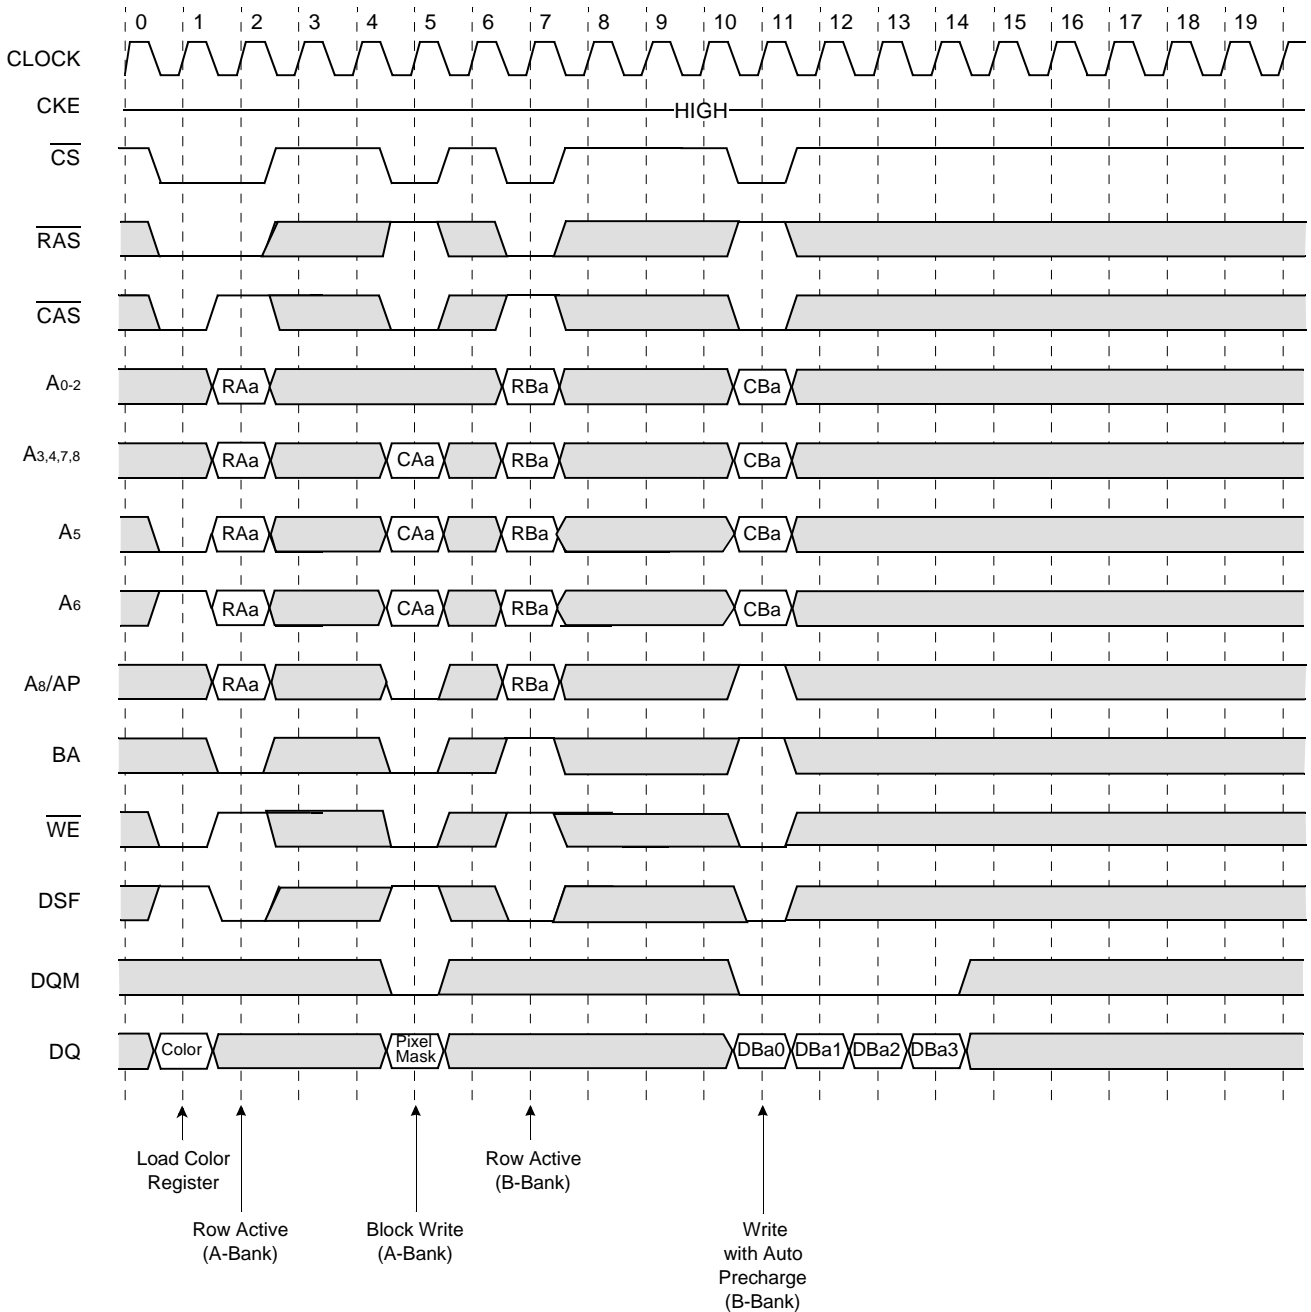 0 1 2 3 4 5 6 7 8 9 10 11 12 13 14 15 16 17 18 19
CLOCK
CKE HIGH
CS
RAS
CAS
A0-2 RAa RBa CBa
A3,4,7,8 RAa CAa RBa CBa
A5 RAa CAa RBa CBa
A6 RAa CAa RBa CBa
A8/AP RAa RBa
BA
WE
DSF
DQM
DQ Color Pixel Mask DBa0 DBa1 DBa2 DBa3
Load Color
Register
Row Active
(A-Bank)
Block Write
(A-Bank)
Row Active
(B-Bank)
Write
with Auto
Precharge
(B-Bank)